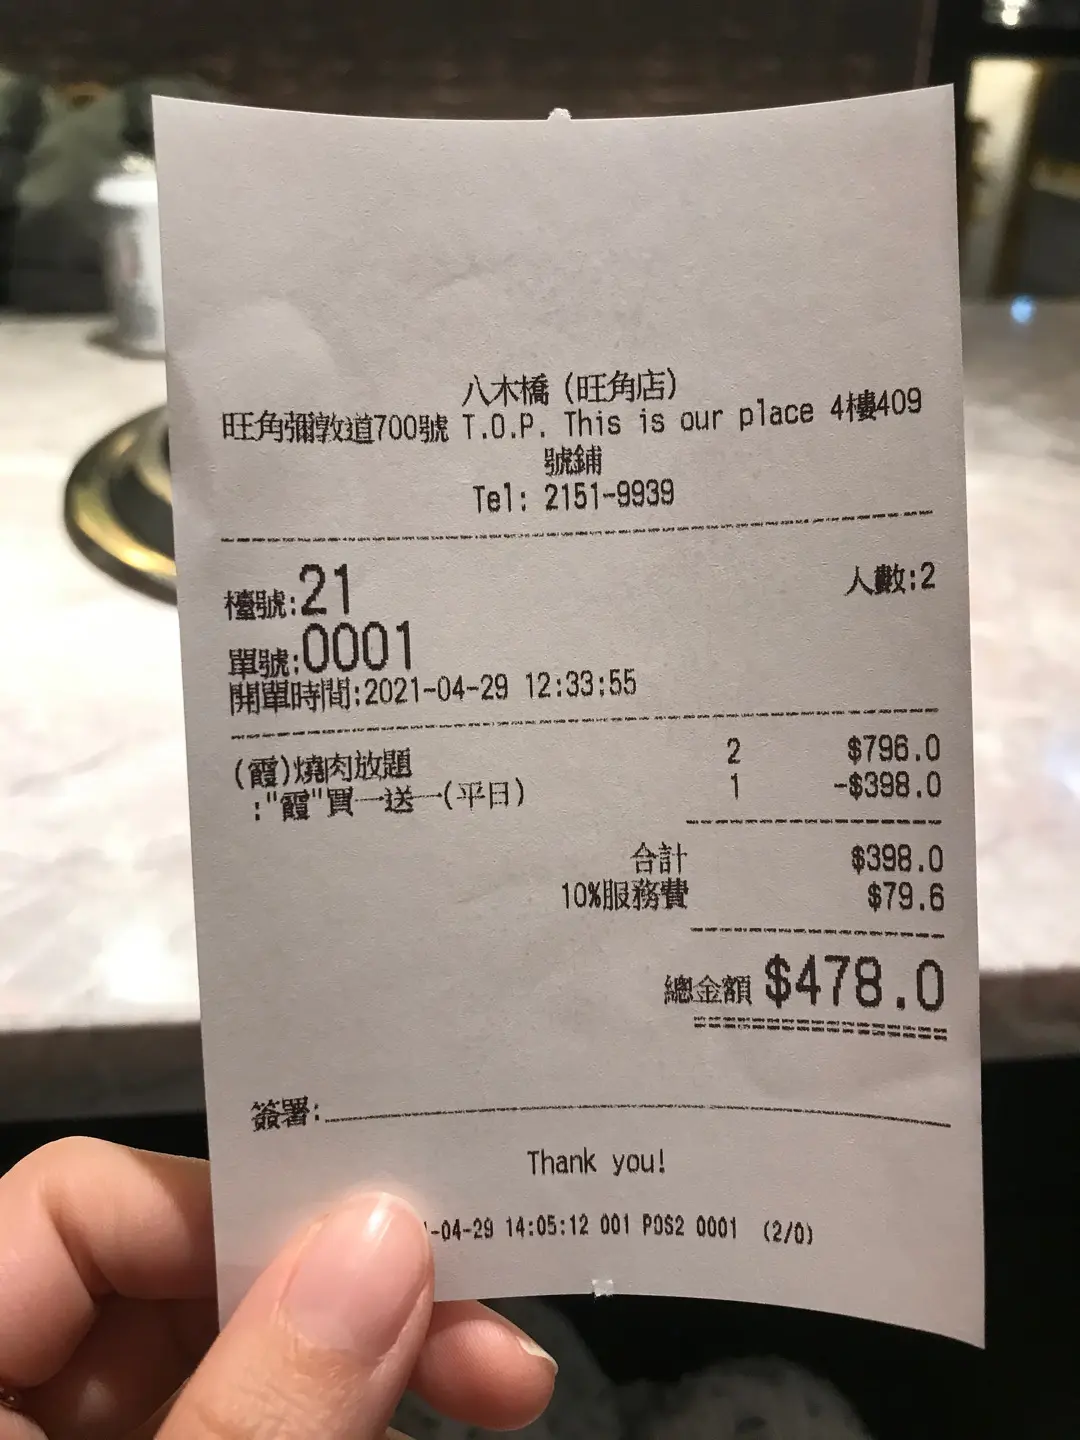 八木橋 (旺角店)
旺角彌敦道700號 T.O.P. This is our place 4樓409
號鋪
Tel: 2151-9939
檯號:21 人數:2
單號:0001
開單時間:2021-04-29 12:33:55
(霞)燒肉放題 2 $796.0
:"霞"買一送一(平日) 1 -$398.0
合計 $398.0
10%服務費 $79.6
總金額 $478.0
簽署:
Thank you!
-04-29 14:05:12 001 POS2 0001 (2/0)